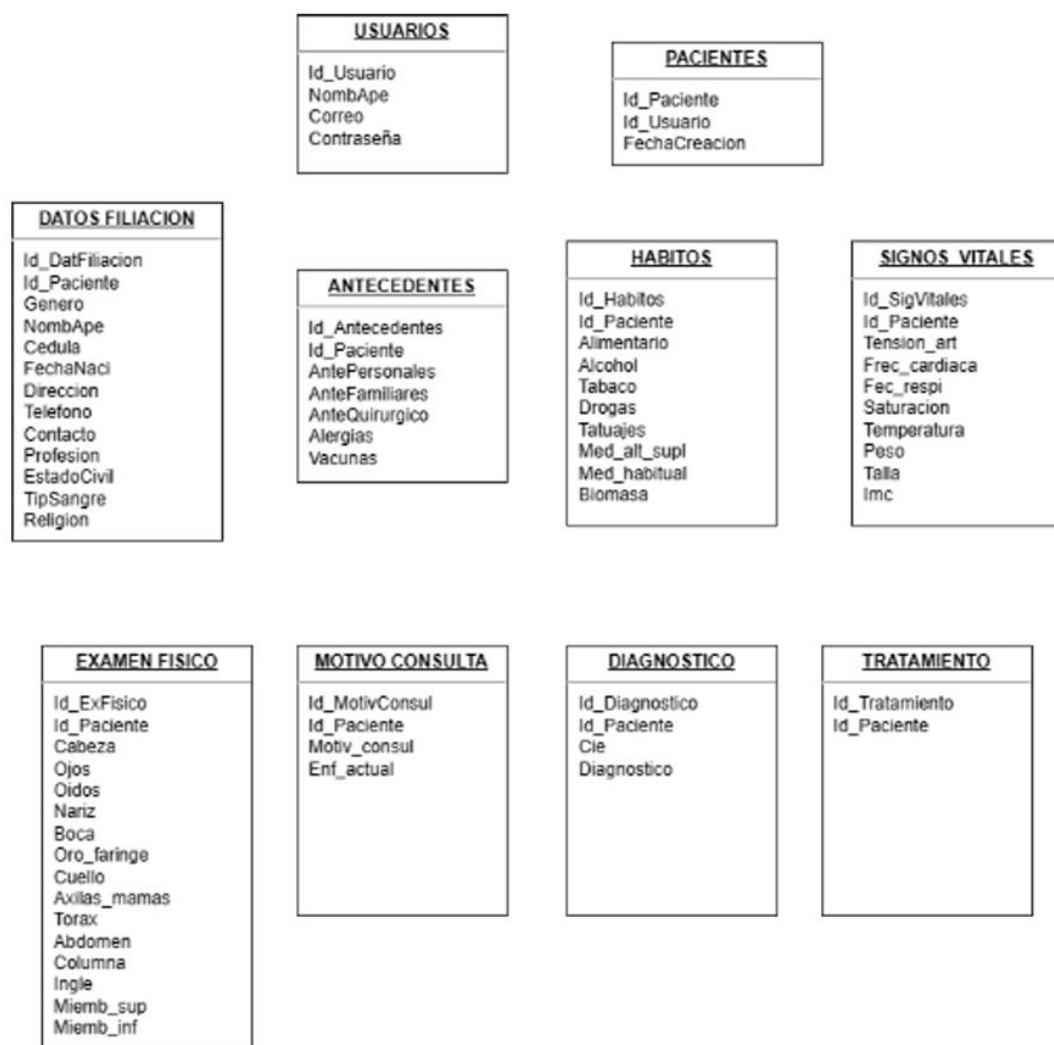 USUARIOS
Id_Usuario
NombApe
Correo
Contraseña
PACIENTES
Id_Paciente
Id_Usuario
FechaCreacion
DATOS FILIACION
Id_DatFiliacion
Id_Paciente
Genero
NombApe
Cedula
FechaNaci
Direccion
Telefono
Contacto
Profesion
EstadoCivil
TipSangre
Religion
ANTECEDENTES
Id_Antecedentes
Id_Paciente
AntePersonales
AnteFamiliares
AnteQuirurgico
Alergias
Vacunas
HABITOS
Id_Habitos
Id_Paciente
Alimentario
Alcohol
Tabaco
Drogas
Tatuajes
Med_alt_supl
Med_habitual
Biomasa
SIGNOS_VITALES
Id_SigVitales
Id_Paciente
Tension_art
Frec_cardiaca
Fec_respi
Saturacion
Temperatura
Peso
Talla
Imc
EXAMEN FISICO
Id_ExFisico
Id_Paciente
Cabeza
Ojos
Oidos
Nariz
Boca
Oro_faringe
Cuello
Axilas_mamas
Torax
Abdomen
Columna
Ingle
Miemb_sup
Miemb_inf
MOTIVO CONSULTA
Id_MotivConsul
Id_Paciente
Motiv_consul
Enf_actual
DIAGNOSTICO
Id_Diagnostico
Id_Paciente
Cie
Diagnostico
TRATAMIENTO
Id_Tratamiento
Id_Paciente